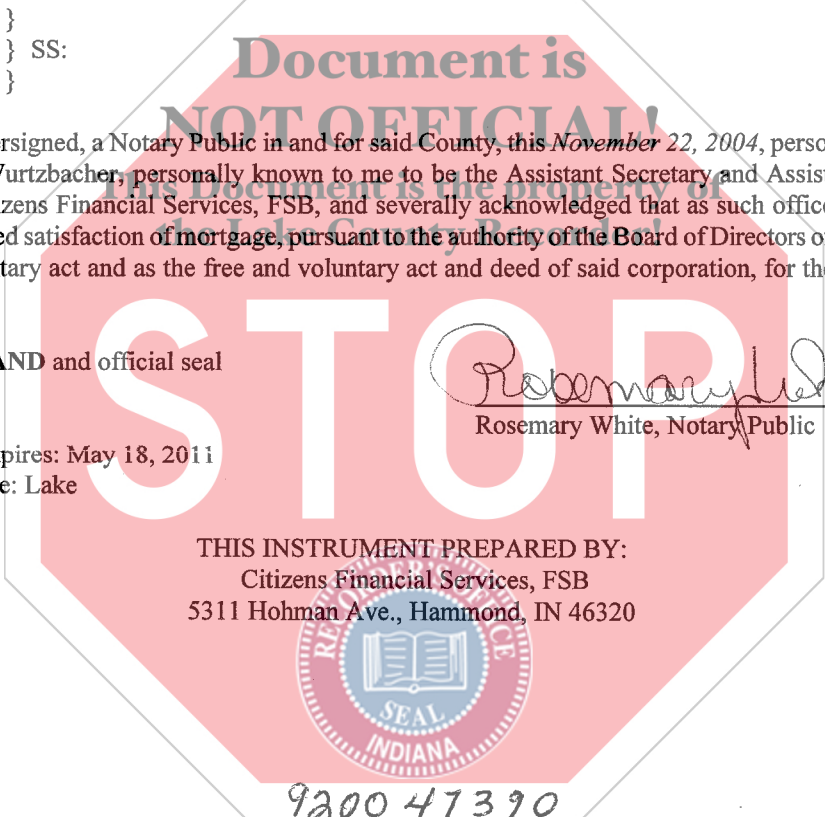 }
} SS:
}
Document is
NOT OFFICIAL!
This Document is the property of
the Lake County Recorder!
rsigned, a Notary Public in and for said County, this November 22, 2004, perso
urtzbacher, personally known to me to be the Assistant Secretary and Assis
izens Financial Services, FSB, and severally acknowledged that as such office
ed satisfaction of mortgage, pursuant to the authority of the Board of Directors o
tary act and as the free and voluntary act and deed of said corporation, for the
STOP
AND and official seal
Rosemary
Rosemary White, Notary Public
pires: May 18, 2011
e: Lake
THIS INSTRUMENT PREPARED BY:
Citizens Financial Services, FSB
5311 Hohman Ave., Hammond, IN 46320
RECORDER'S OFFICE
SEAL
INDIANA
920047390